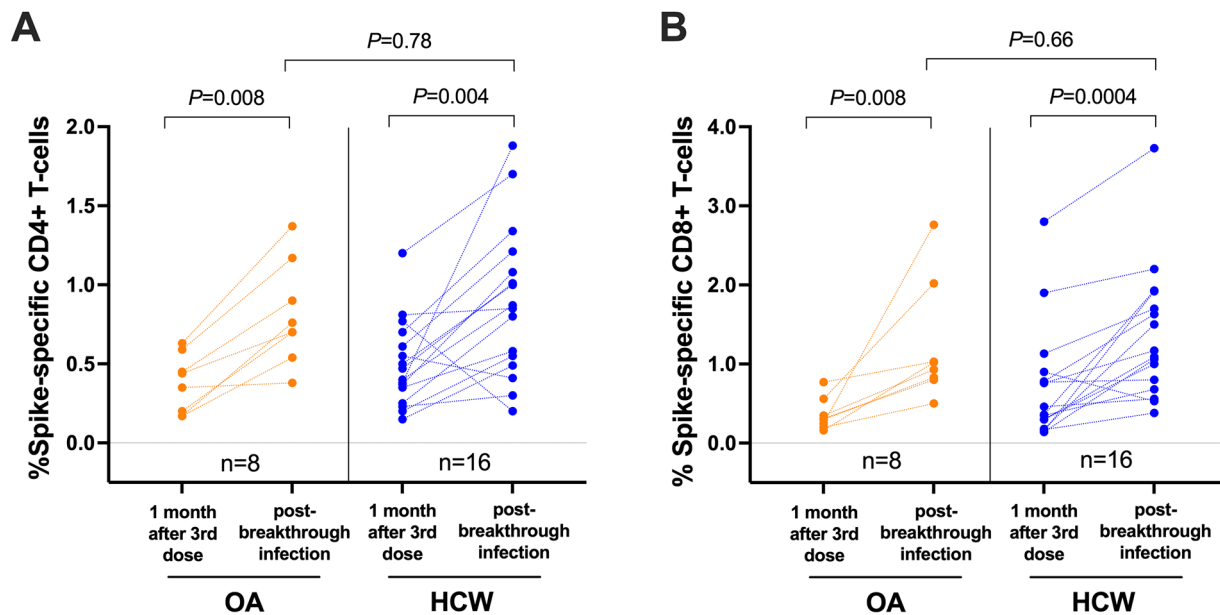 A
P=0.78
P=0.008
P=0.004
%Spike-specific CD4+ T-cells
2.0
1.5
1.0
0.5
0.0
n=8
n=16
1 month
after 3rd
dose
post-
breakthrough
infection
1 month
after 3rd
dose
post-
breakthrough
infection
OA
HCW
B
P=0.66
P=0.008
P=0.0004
% Spike-specific CD8+ T-cells
4.0
3.0
2.0
1.0
0.0
n=8
n=16
1 month
after 3rd
dose
post-
breakthrough
infection
1 month
after 3rd
dose
post-
breakthrough
infection
OA
HCW